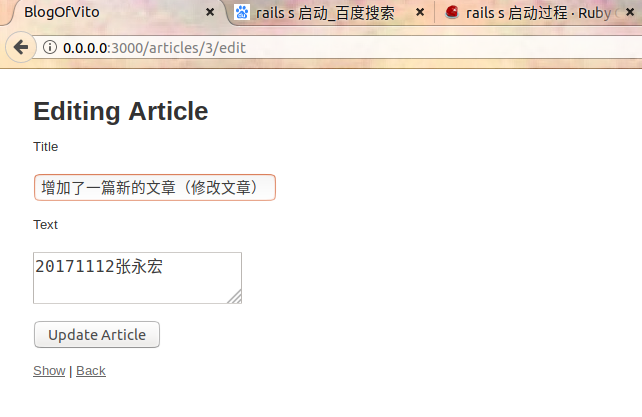 BlogOfVito
rails s 启动_百度搜索
rails s 启动过程 · Ruby
0.0.0.0:3000/articles/3/edit
Editing Article
Title
增加了一篇新的文章（修改文章）
Text
20171112张永宏
Update Article
Show | Back